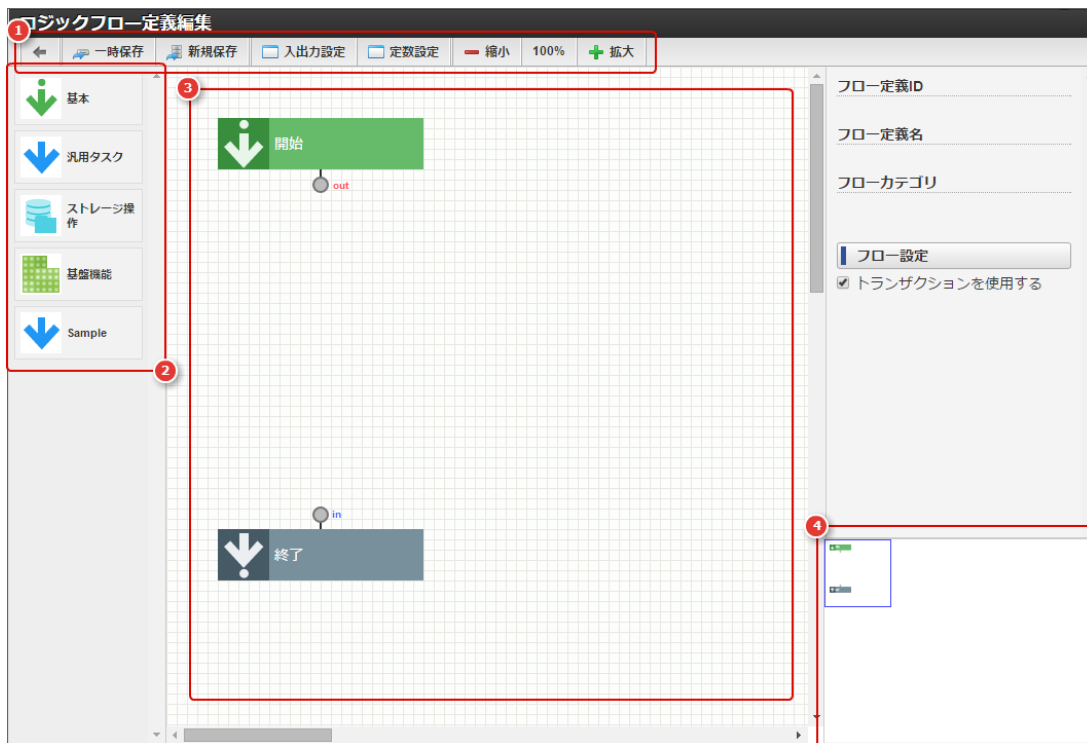 ロジックフロー定義編集
1
一時保存
新規保存
入出力設定
定数設定
縮小
100%
拡大
基本
汎用タスク
ストレージ操
作
基盤機能
Sample
2
3
開始
out
in
終了
フロー定義ID
フロー定義名
フローカテゴリ
フロー設定
トランザクションを使用する
4